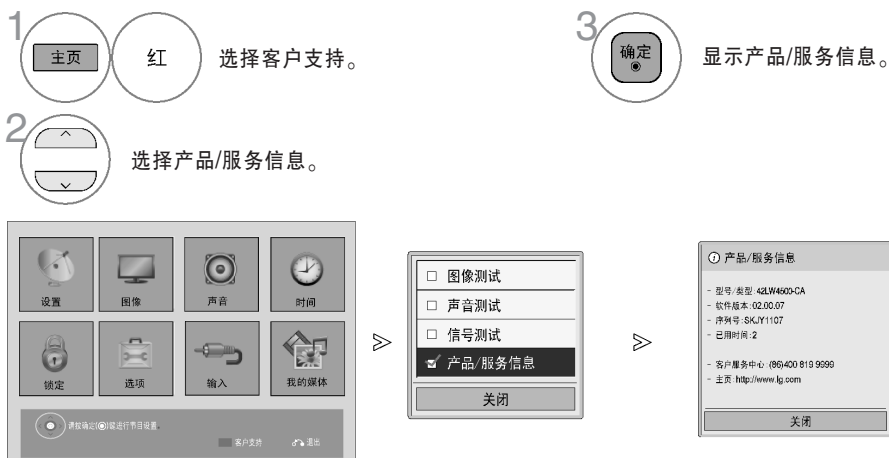 1
主页
红
选择客户支持。
3
确定
显示产品/服务信息。
2
选择产品/服务信息。
设置
图像
声音
时间
锁定
选项
输入
我的媒体
请按确定(◉)键进行节目设置。
客户支持
退出
图像测试
声音测试
信号测试
产品/服务信息
关闭
产品/服务信息
- 型号/类型:42LW4500-CA
- 软件版本:02.00.07
- 序列号:SKJY1107
- 已用时间:2
- 客户服务中心:(86)400 819 9999
- 主页:http://www.lg.com
关闭